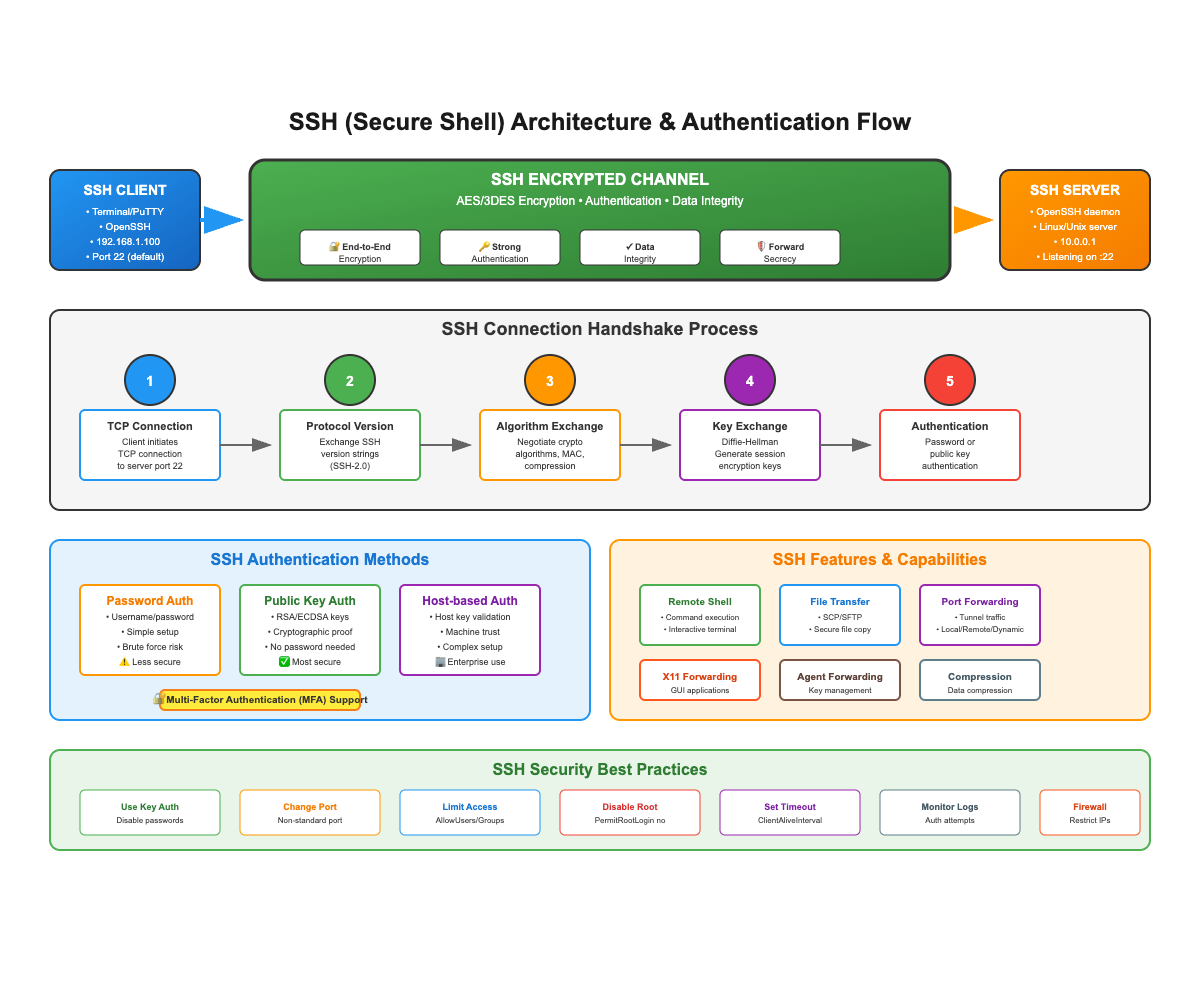 SSH (Secure Shell) Architecture & Authentication Flow
SSH CLIENT
• Terminal/PuTTY
• OpenSSH
• 192.168.1.100
• Port 22 (default)
SSH ENCRYPTED CHANNEL
AES/3DES Encryption • Authentication • Data Integrity
🔐 End-to-End
Encryption
🔑 Strong
Authentication
✓ Data
Integrity
🛡️ Forward
Secrecy
SSH SERVER
• OpenSSH daemon
• Linux/Unix server
• 10.0.0.1
• Listening on :22
SSH Connection Handshake Process
1
TCP Connection
Client initiates
TCP connection
to server port 22
2
Protocol Version
Exchange SSH
version strings
(SSH-2.0)
3
Algorithm Exchange
Negotiate crypto
algorithms, MAC,
compression
4
Key Exchange
Diffie-Hellman
Generate session
encryption keys
5
Authentication
Password or
public key
authentication
SSH Authentication Methods
Password Auth
• Username/password
• Simple setup
• Brute force risk
⚠️ Less secure
Public Key Auth
• RSA/ECDSA keys
• Cryptographic proof
• No password needed
✅ Most secure
Host-based Auth
• Host key validation
• Machine trust
• Complex setup
🏢 Enterprise use
🔐 Multi-Factor Authentication (MFA) Support
SSH Features & Capabilities
Remote Shell
• Command execution
• Interactive terminal
File Transfer
• SCP/SFTP
• Secure file copy
Port Forwarding
• Tunnel traffic
• Local/Remote/Dynamic
X11 Forwarding
GUI applications
Agent Forwarding
Key management
Compression
Data compression
SSH Security Best Practices
Use Key Auth
Disable passwords
Change Port
Non-standard port
Limit Access
AllowUsers/Groups
Disable Root
PermitRootLogin no
Set Timeout
ClientAliveInterval
Monitor Logs
Auth attempts
Firewall
Restrict IPs